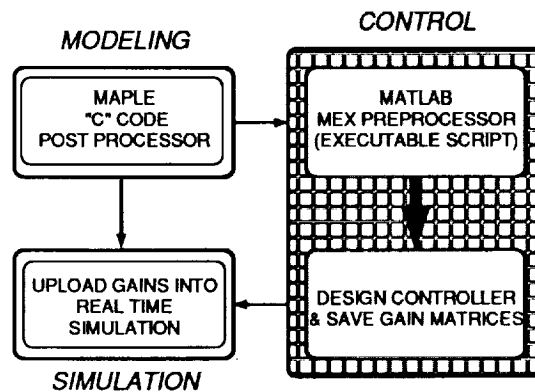 MODELING
CONTROL
MAPLE
"C" CODE
POST PROCESSOR
MATLAB
MEX PREPROCESSOR
(EXECUTABLE SCRIPT)
UPLOAD GAINS INTO
REAL TIME
SIMULATION
DESIGN CONTROLLER
& SAVE GAIN MATRICES
SIMULATION